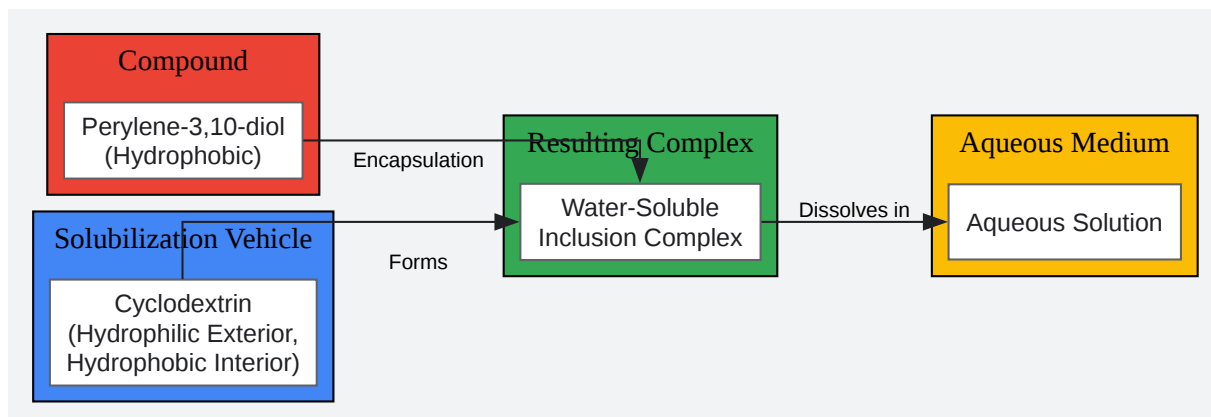 Compound
Perylene-3,10-diol
(Hydrophobic)
Encapsulation
Solubilization Vehicle
Cyclodextrin
(Hydrophilic Exterior,
Hydrophobic Interior)
Forms
Resulting Complex
Water-Soluble
Inclusion Complex
Dissolves in
Aqueous Medium
Aqueous Solution